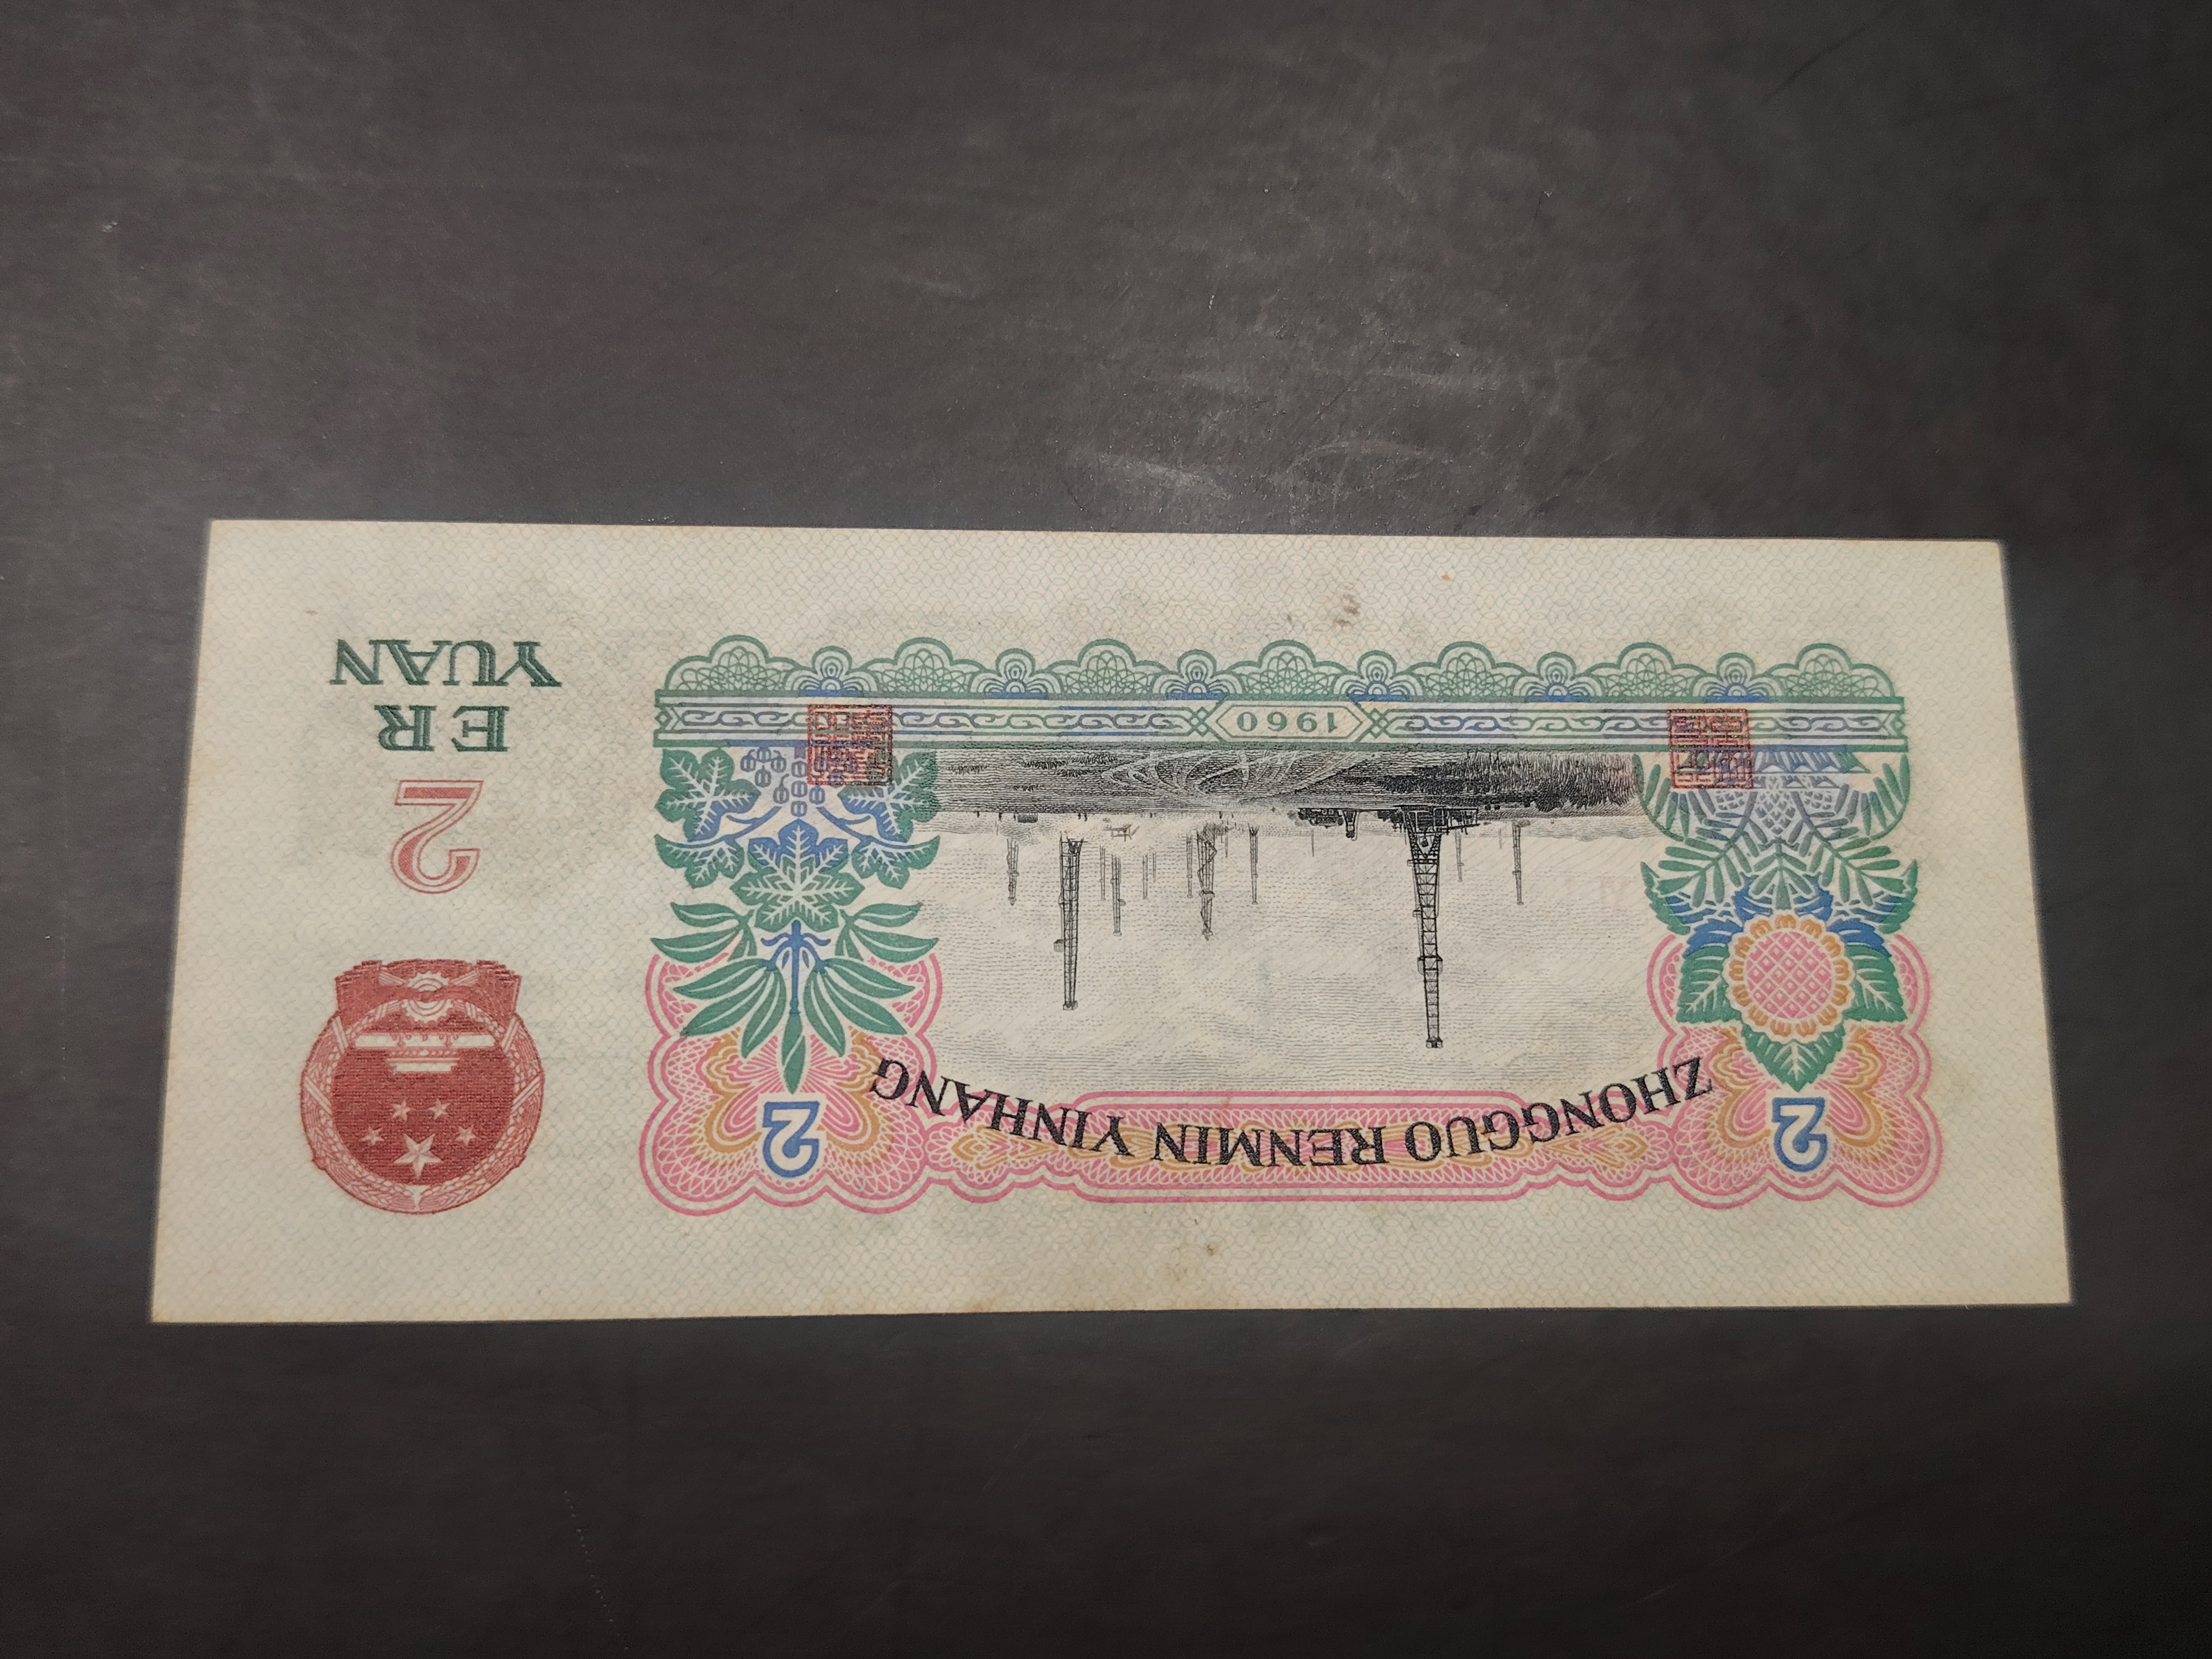 ZHONGGUO RENMIN YINHANG
2
2
2
ER
YUAN
1960